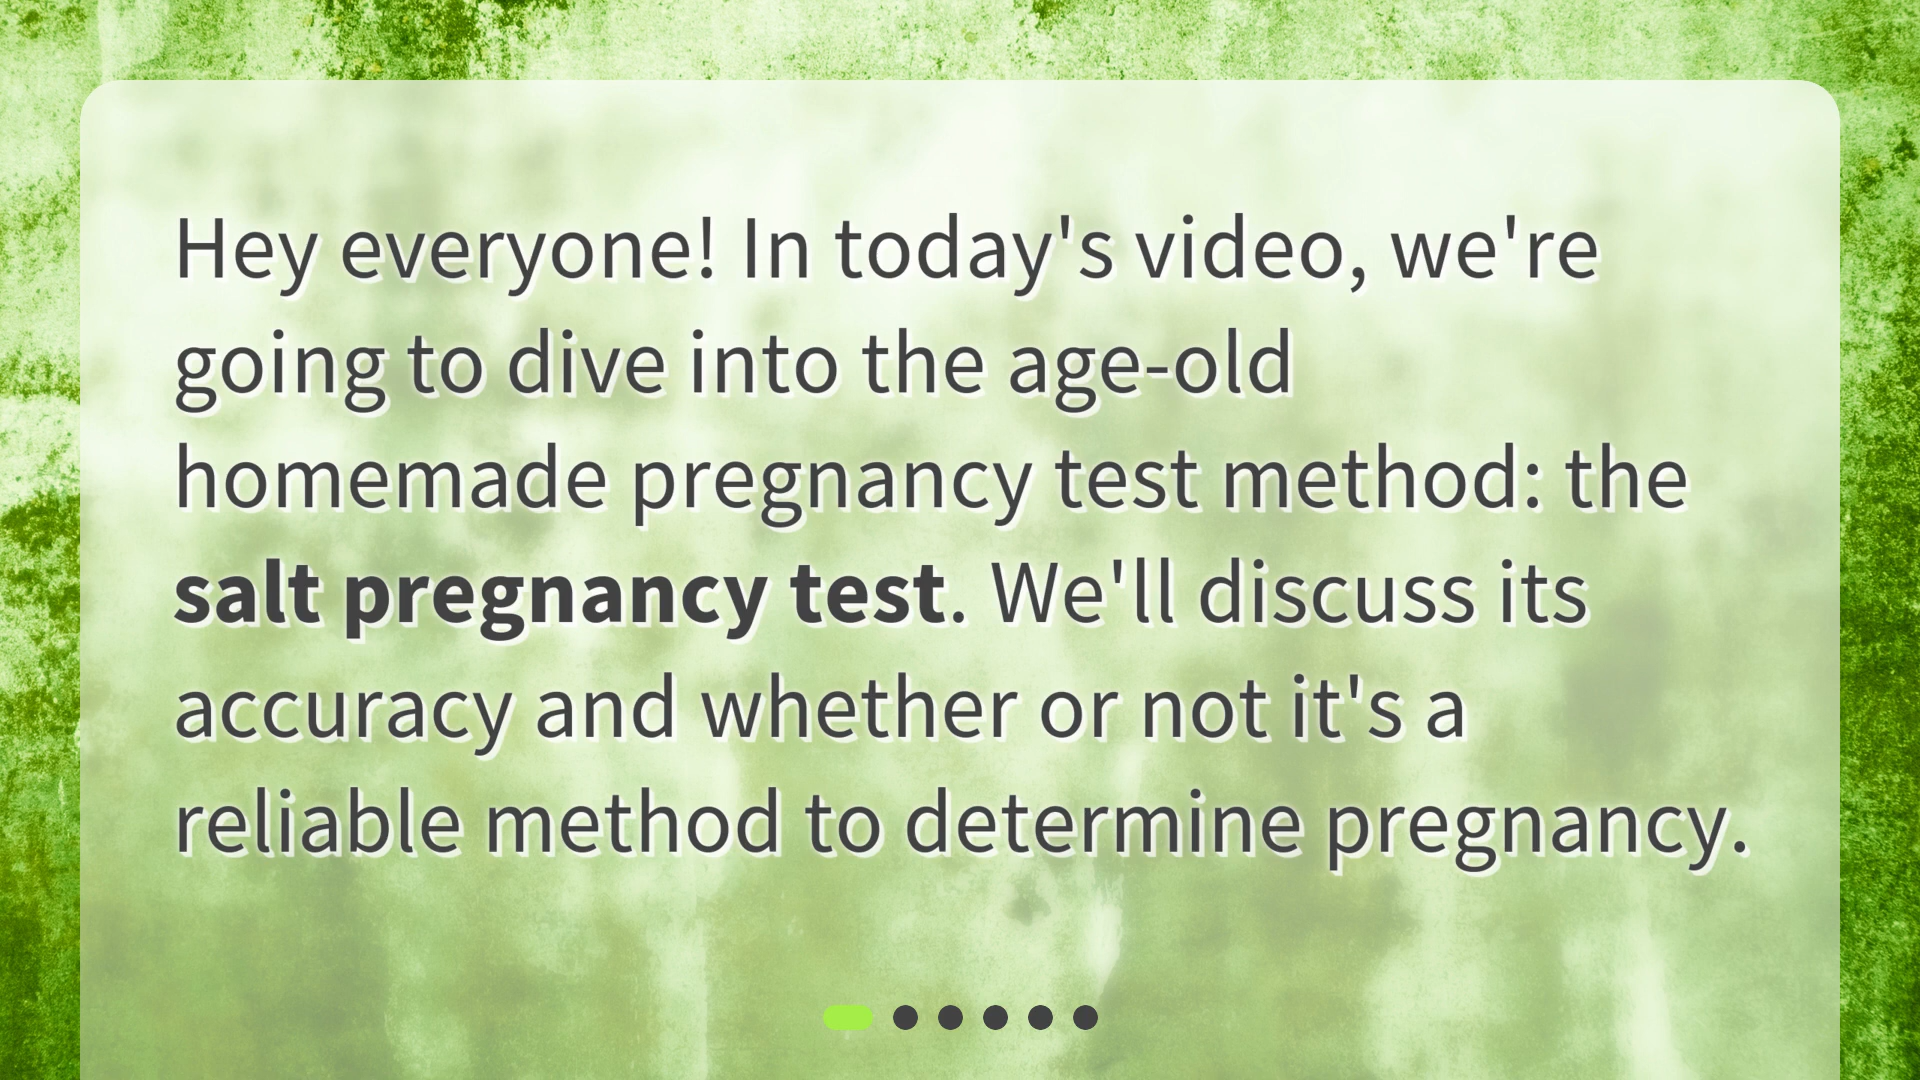 Hey everyone! In today's video, we're
going to dive into the age-old
homemade pregnancy test method: the
salt pregnancy test. We'll discuss its
accuracy and whether or not it's a
reliable method to determine pregnancy.